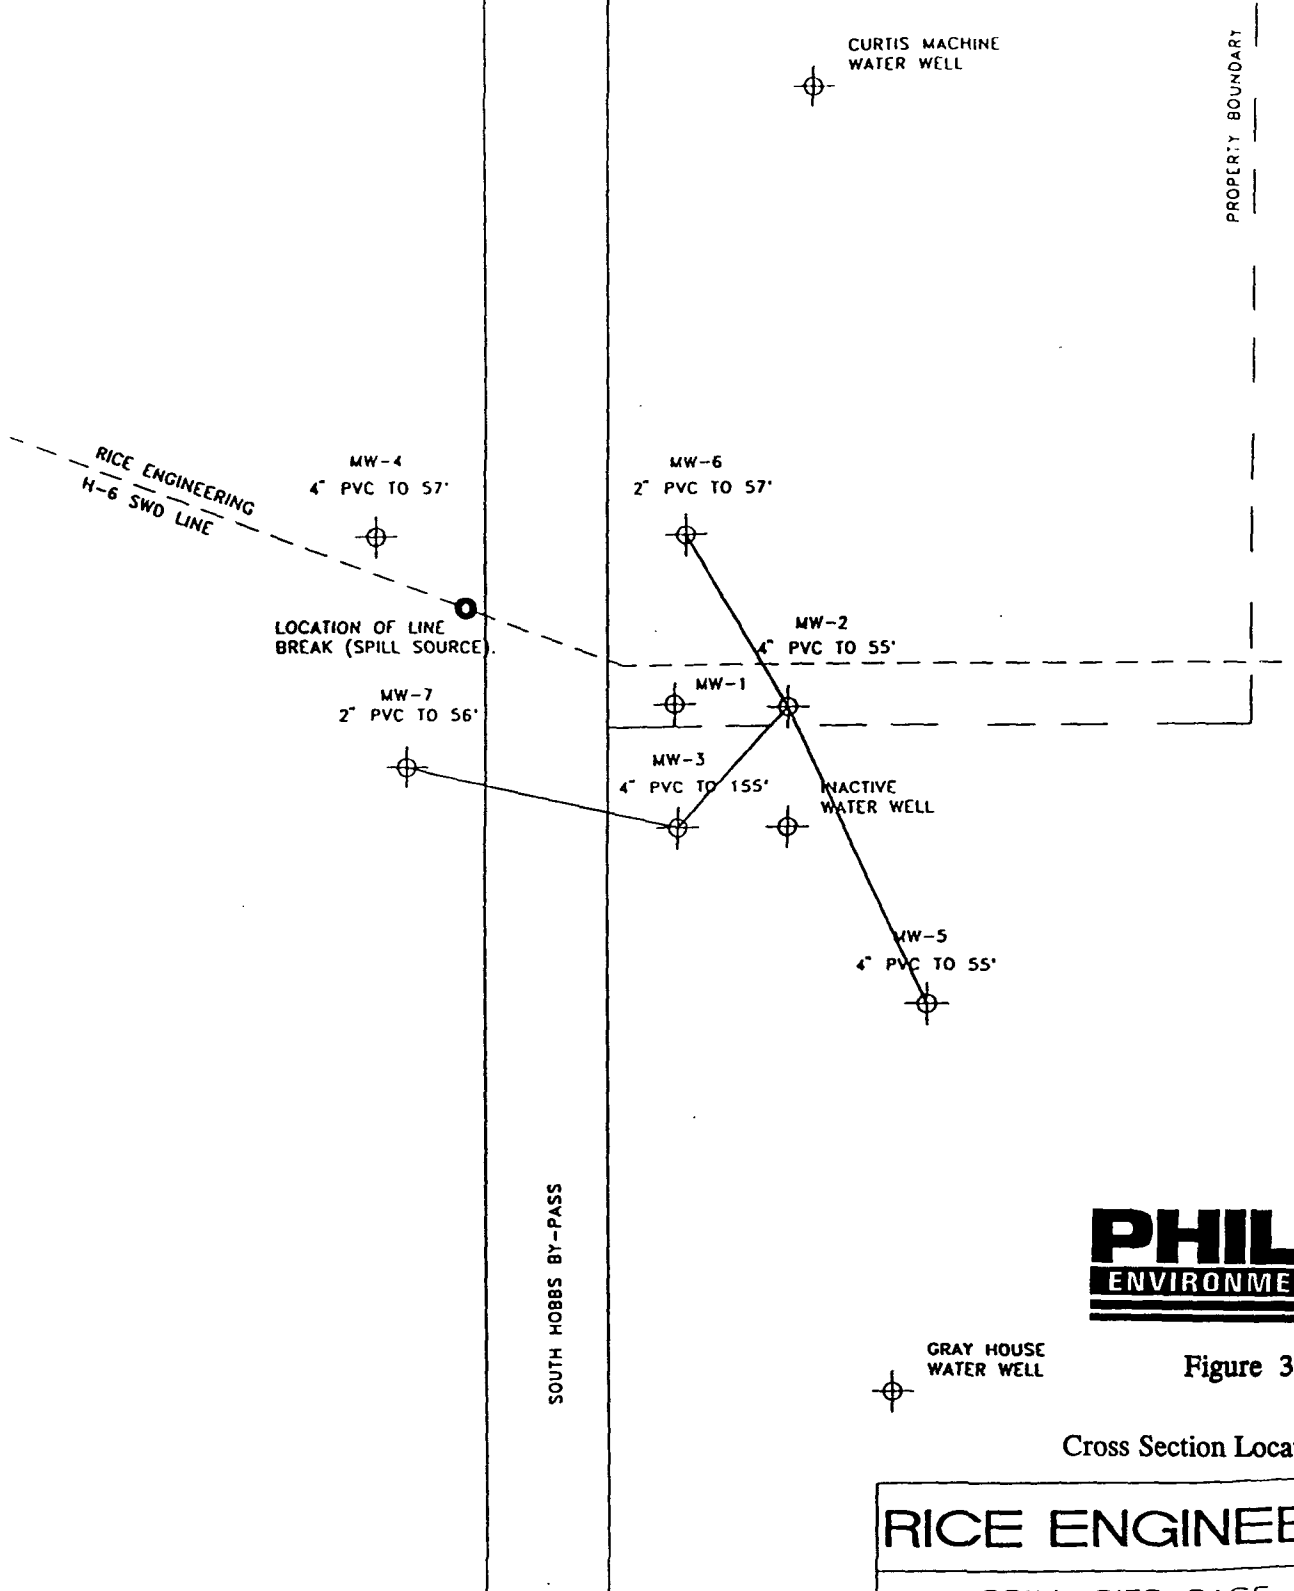 CURTIS MACHINE
WATER WELL
PROPERTY BOUNDARY
RICE ENGINEERING
H-6 SWD LINE
MW-4
4" PVC TO 57'
MW-6
2" PVC TO 57'
LOCATION OF LINE
BREAK (SPILL SOURCE).
MW-2
4" PVC TO 55'
MW-1
MW-7
2" PVC TO 56'
MW-3
4" PVC TO 155'
INACTIVE
WATER WELL
MW-5
4" PVC TO 55'
SOUTH HOBBS BY-PASS
PHIL
ENVIRONME
GRAY HOUSE
WATER WELL
Figure 3
Cross Section Loca
RICE ENGINEE